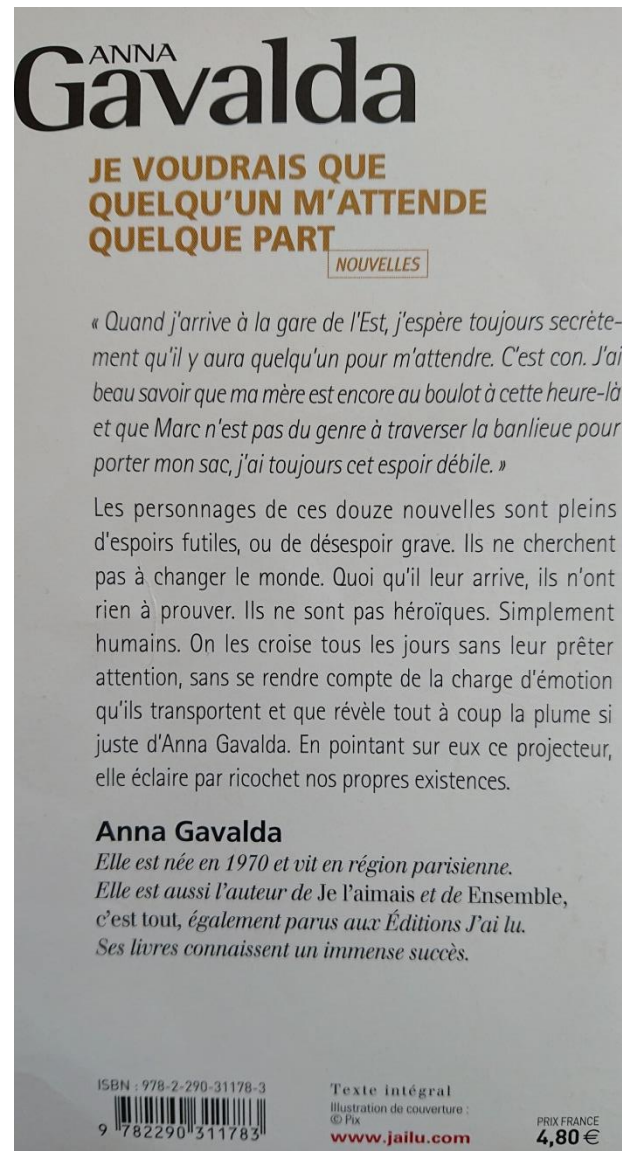 ANNA
Gavalda
JE VOUDRAIS QUE
QUELQU'UN M'ATTENDE
QUELQUE PART
NOUVELLES
« Quand j'arrive à la gare de l'Est, j'espère toujours secrète-
ment qu'il y aura quelqu'un pour m'attendre. C'est con. J'ai
beau savoir que ma mère est encore au boulot à cette heure-là
et que Marc n'est pas du genre à traverser la banlieue pour
porter mon sac, j'ai toujours cet espoir débile. »
Les personnages de ces douze nouvelles sont pleins
d'espoirs futiles, ou de désespoir grave. Ils ne cherchent
pas à changer le monde. Quoi qu'il leur arrive, ils n'ont
rien à prouver. Ils ne sont pas héroïques. Simplement
humains. On les croise tous les jours sans leur prêter
attention, sans se rendre compte de la charge d'émotion
qu'ils transportent et que révèle tout à coup la plume si
juste d'Anna Gavalda. En pointant sur eux ce projecteur,
elle éclaire par ricochet nos propres existences.
Anna Gavalda
Elle est née en 1970 et vit en région parisienne.
Elle est aussi l'auteur de Je l'aimais et de Ensemble,
c'est tout, également parus aux Éditions J'ai lu.
Ses livres connaissent un immense succès.
ISBN : 978-2-290-31178-3
9 782290 311783
Texte intégral
Illustration de couverture :
© Pix
www.jailu.com
PRIX FRANCE
4,80 €